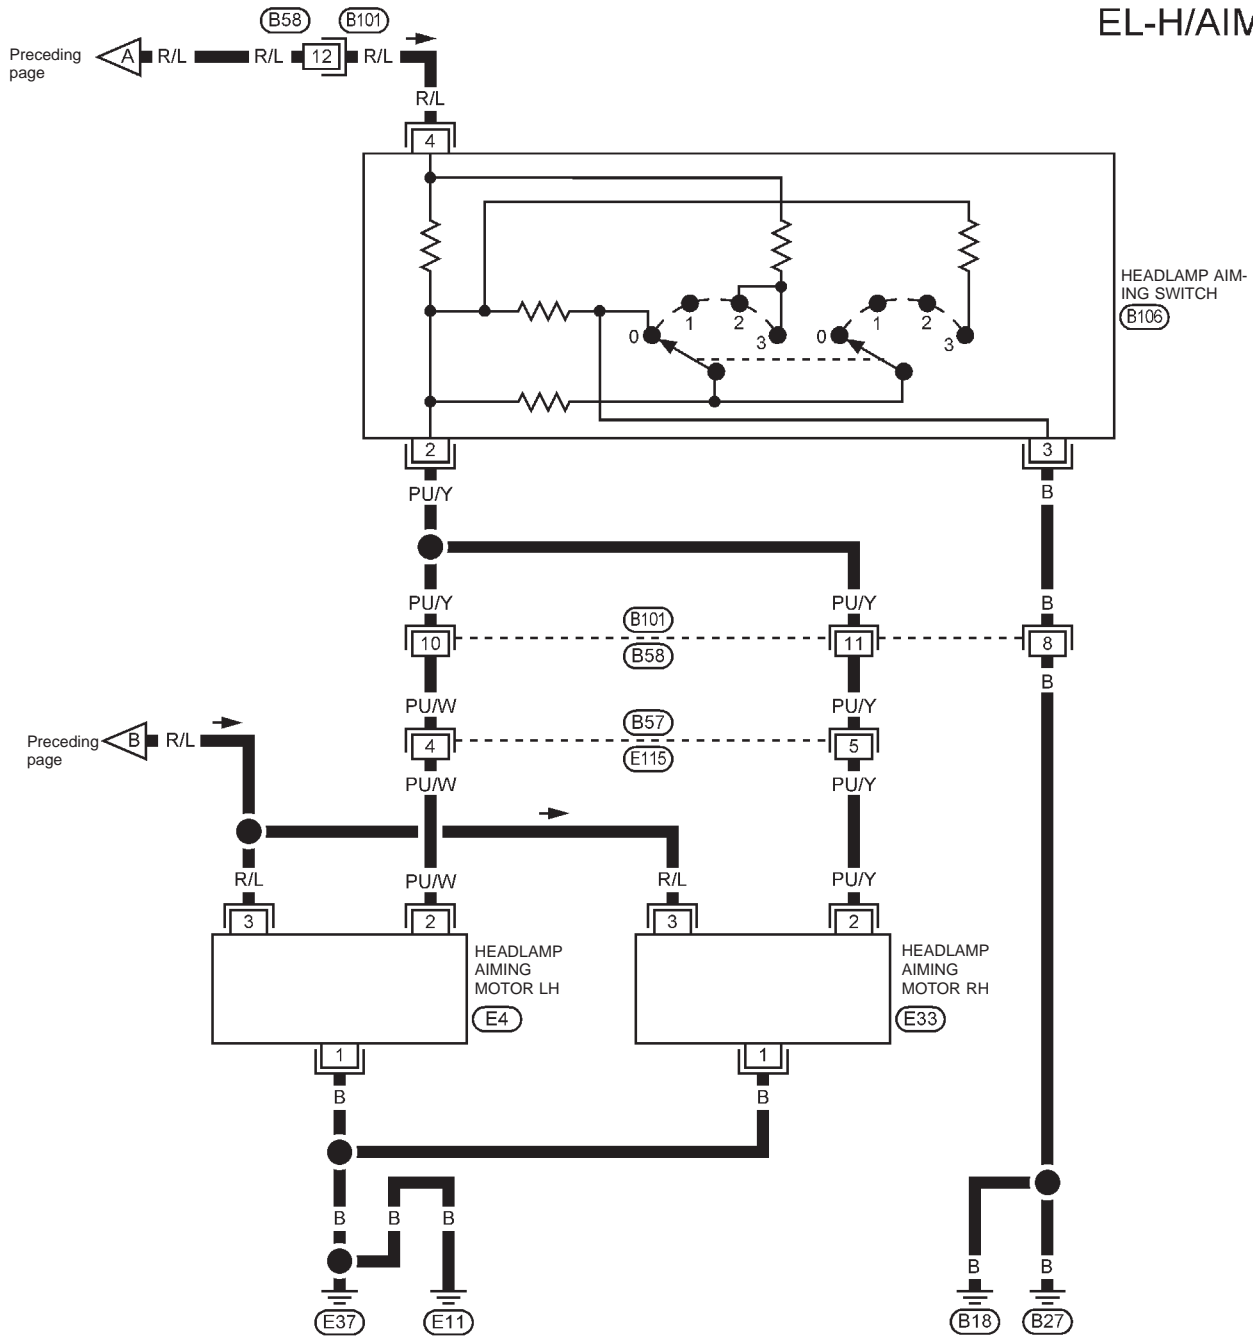 EL-H/AIM
B58 B101
Preceding
page
A R/L R/L 12 R/L
R/L
4
HEADLAMP AIM-
ING SWITCH
B106
0 1 2 3 0 1 2 3
2 3
PU/Y B
PU/Y PU/Y B
B101
10 11 8
B58
B
PU/W PU/Y
B57
4 5
E115
Preceding
page
B R/L
PU/W PU/Y
R/L PU/W R/L PU/Y
3 2 3 2
HEADLAMP
AIMING
MOTOR LH
E4
HEADLAMP
AIMING
MOTOR RH
E33
1 1
B B
B B B
B B
E37 E11 B18 B27